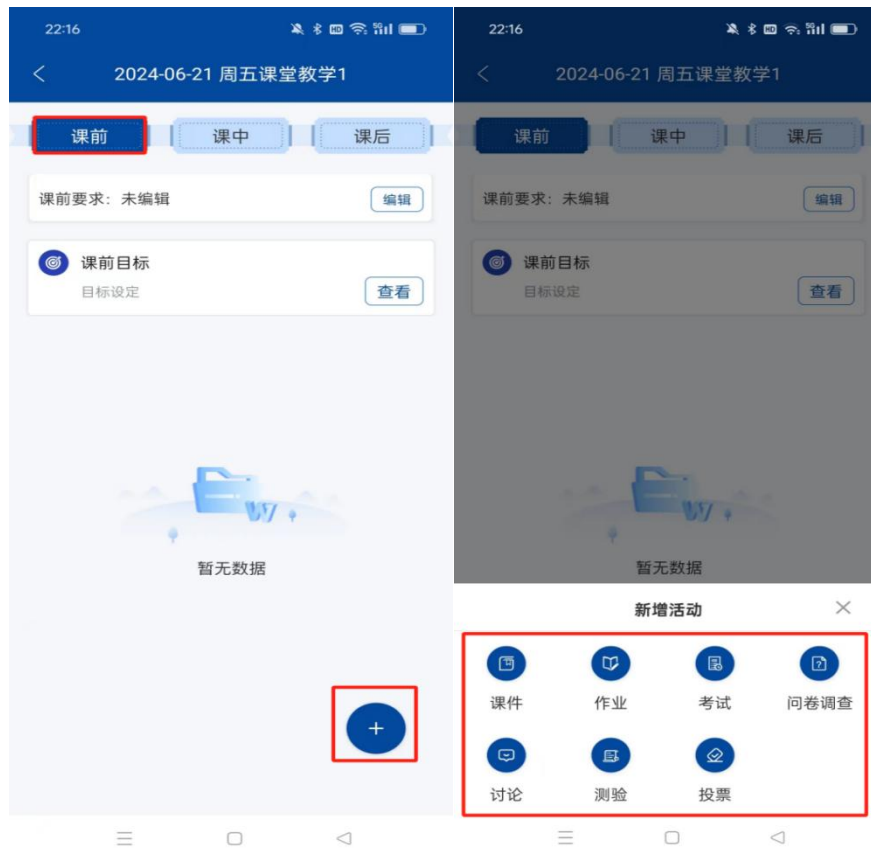 22:16
2024-06-21 周五课堂教学1
课前 课中 课后
课前要求：未编辑 编辑
课前目标
目标设定 查看
暂无数据
+
22:16
2024-06-21 周五课堂教学1
课前 课中 课后
课前要求：未编辑 编辑
课前目标
目标设定 查看
暂无数据
新增活动
课件 作业 考试 问卷调查
讨论 测验 投票